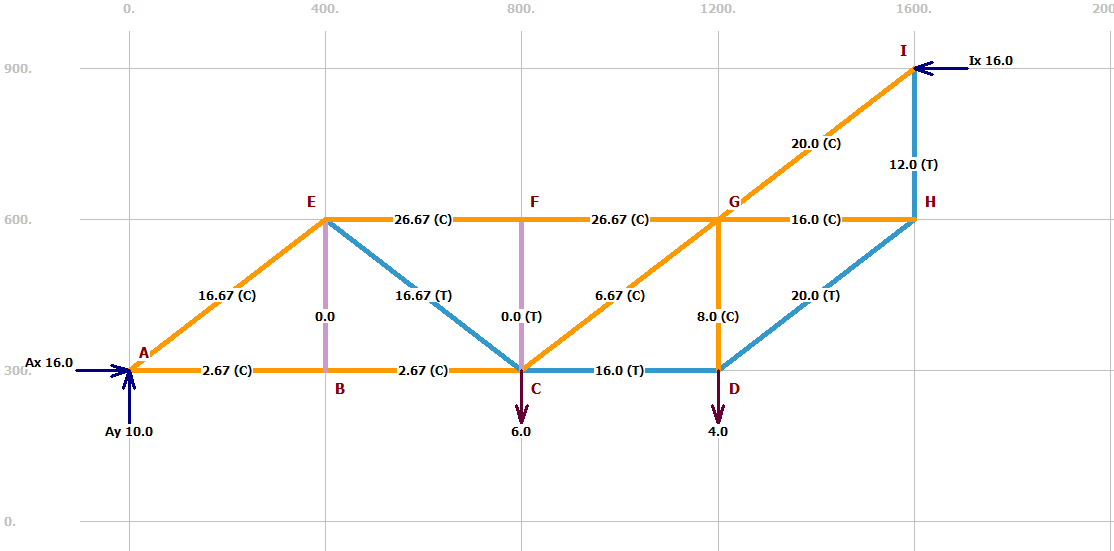 0. 400. 800. 1200. 1600. 200
I
900. Ix 16.0
20.0 (C)
12.0 (T)
E F G H
600. 26.67 (C) 26.67 (C) 16.0 (C)
16.67 (C) 16.67 (T) 6.67 (C) 20.0 (T)
0.0 0.0 (T) 8.0 (C)
A
Ax 16.0
300. 2.67 (C) 2.67 (C) 16.0 (T)
B C D
Ay 10.0 6.0 4.0
0.